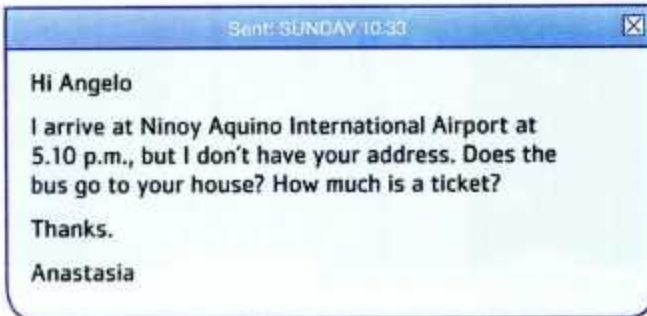 Sent: SUNDAY 10.33
Hi Angelo
I arrive at Ninoy Aquino International Airport at
5.10 p.m., but I don't have your address. Does the
bus go to your house? How much is a ticket?
Thanks.
Anastasia